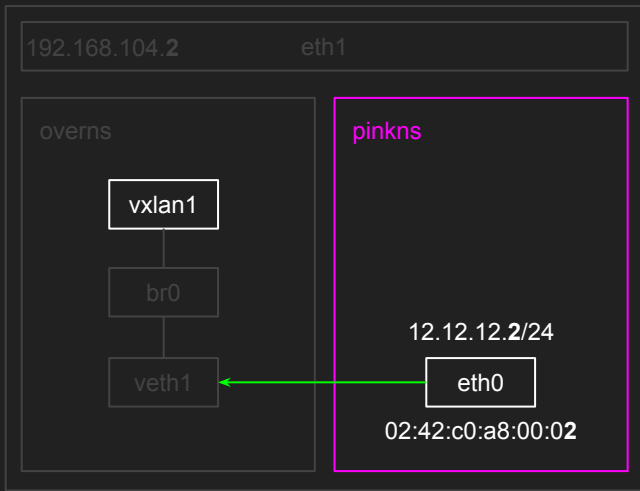 192.168.104.2 eth1
overns
pinkns
vxlan1
br0
12.12.12.2/24
veth1
eth0
02:42:c0:a8:00:02